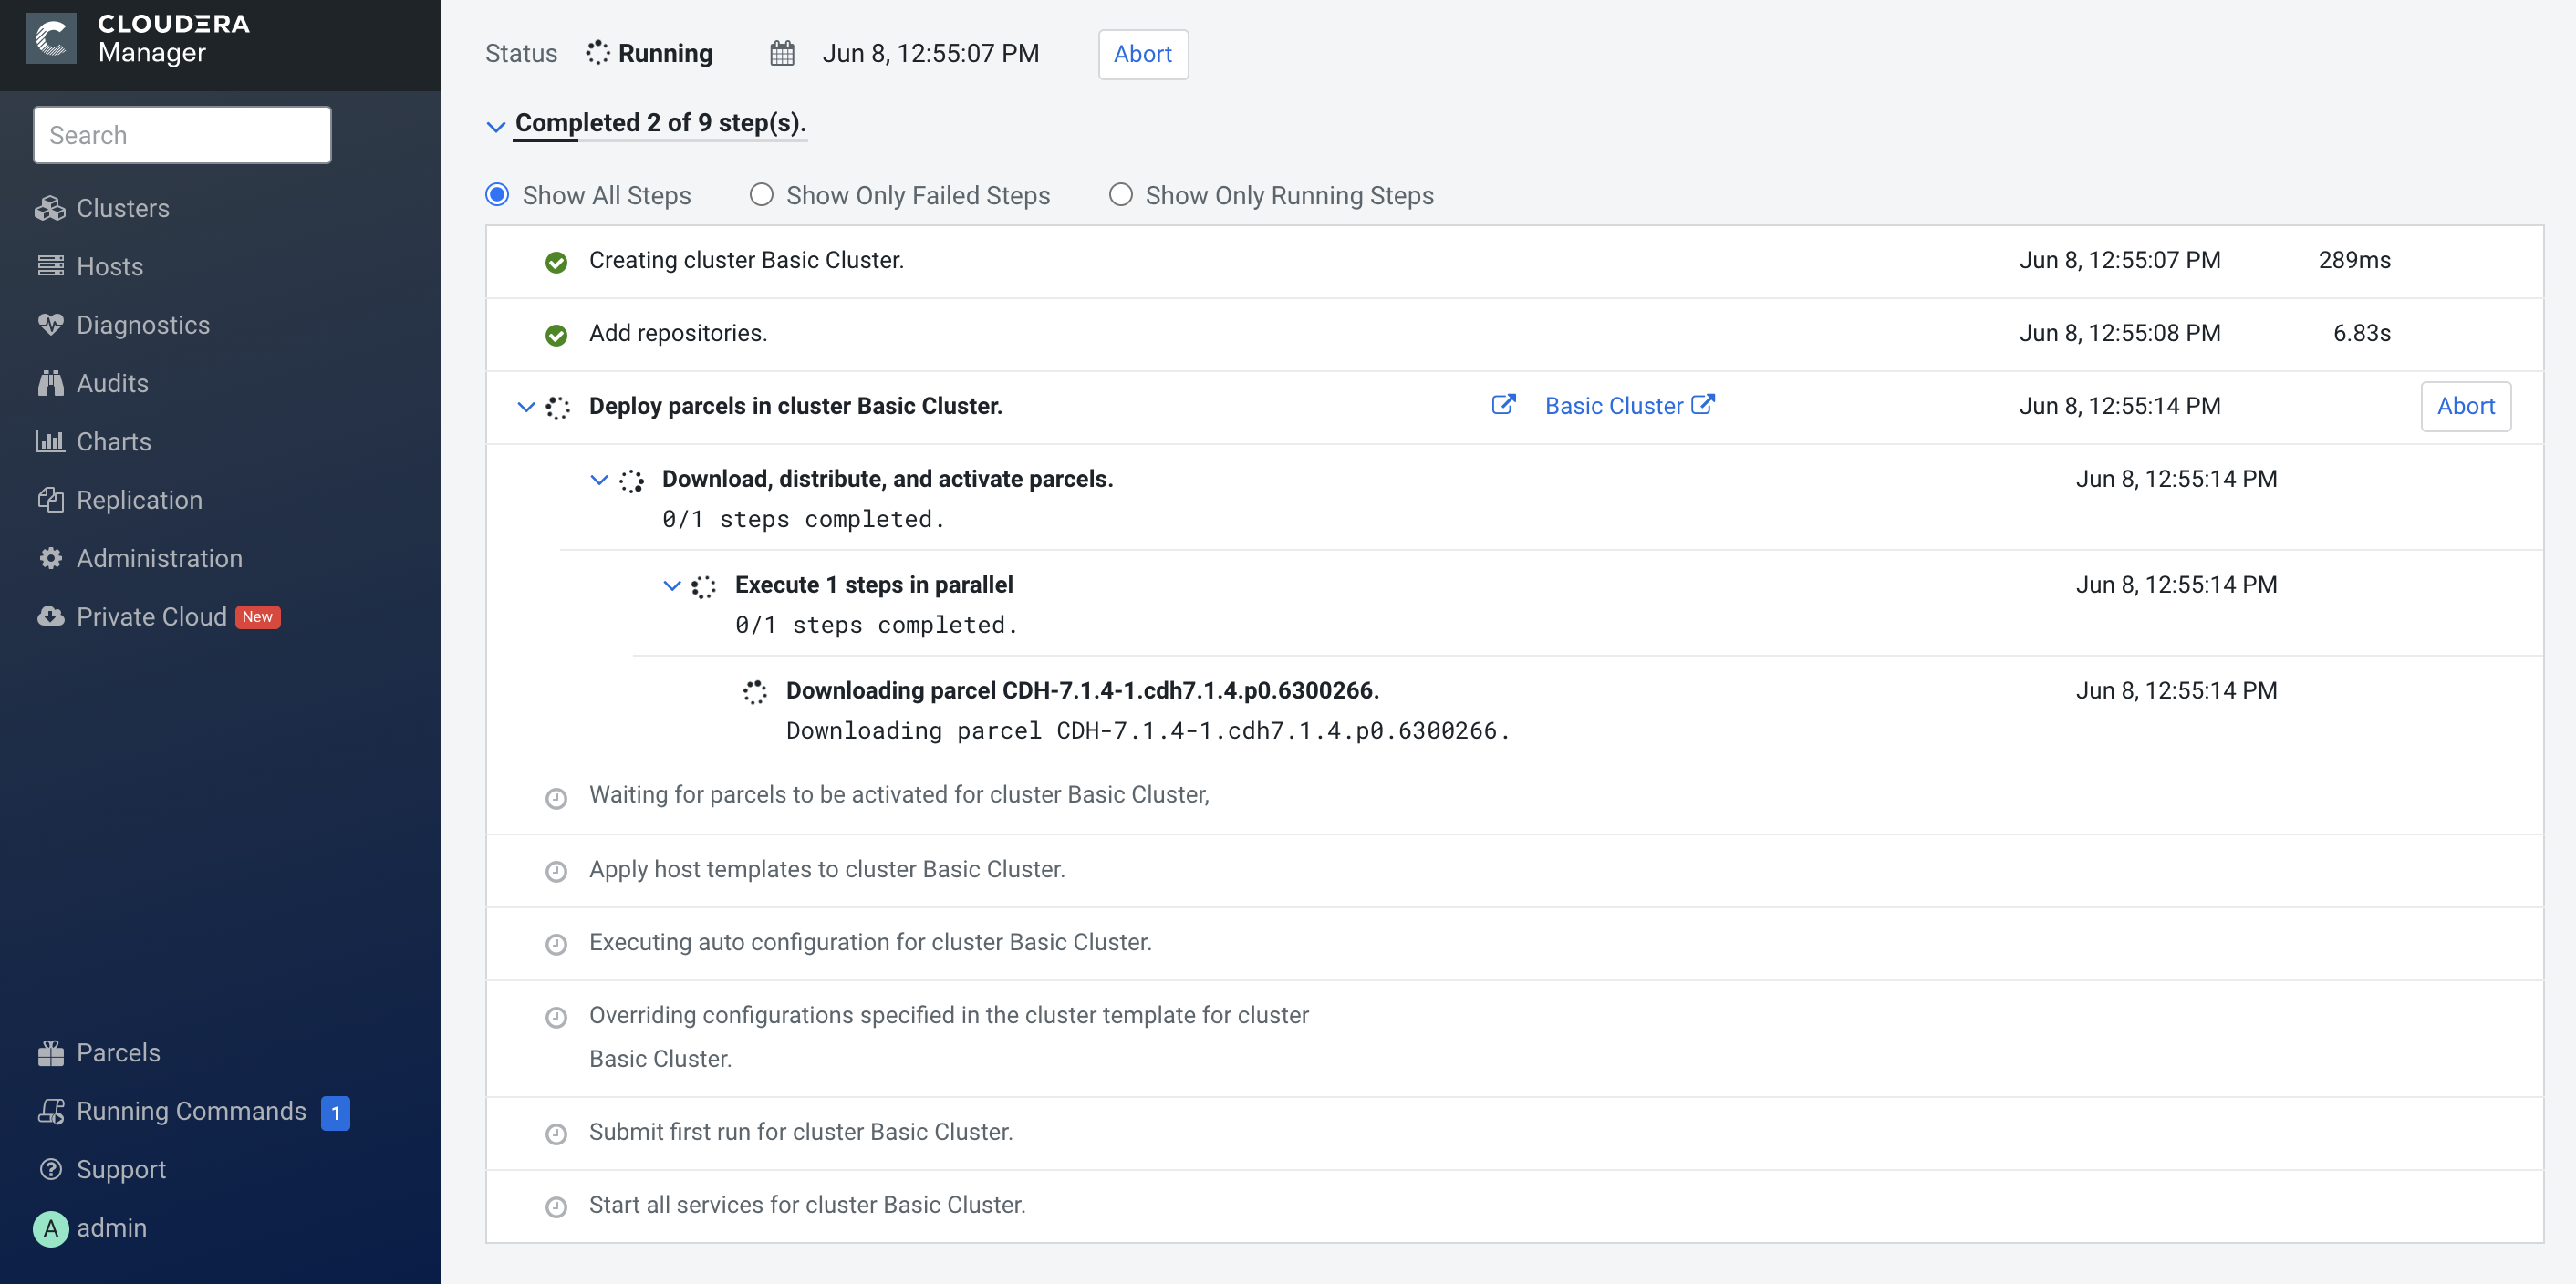 CLOUDERA
Manager
Search
Clusters
Hosts
Diagnostics
Audits
Charts
Replication
Administration
Private Cloud New
Parcels
Running Commands 1
Support
A admin
Status Running Jun 8, 12:55:07 PM Abort
Completed 2 of 9 step(s).
Show All Steps Show Only Failed Steps Show Only Running Steps
Creating cluster Basic Cluster. Jun 8, 12:55:07 PM 289ms
Add repositories. Jun 8, 12:55:08 PM 6.83s
Deploy parcels in cluster Basic Cluster. Basic Cluster Jun 8, 12:55:14 PM Abort
Download, distribute, and activate parcels. Jun 8, 12:55:14 PM
0/1 steps completed.
Execute 1 steps in parallel Jun 8, 12:55:14 PM
0/1 steps completed.
Downloading parcel CDH-7.1.4-1.cdh7.1.4.p0.6300266. Jun 8, 12:55:14 PM
Downloading parcel CDH-7.1.4-1.cdh7.1.4.p0.6300266.
Waiting for parcels to be activated for cluster Basic Cluster,
Apply host templates to cluster Basic Cluster.
Executing auto configuration for cluster Basic Cluster.
Overriding configurations specified in the cluster template for cluster
Basic Cluster.
Submit first run for cluster Basic Cluster.
Start all services for cluster Basic Cluster.